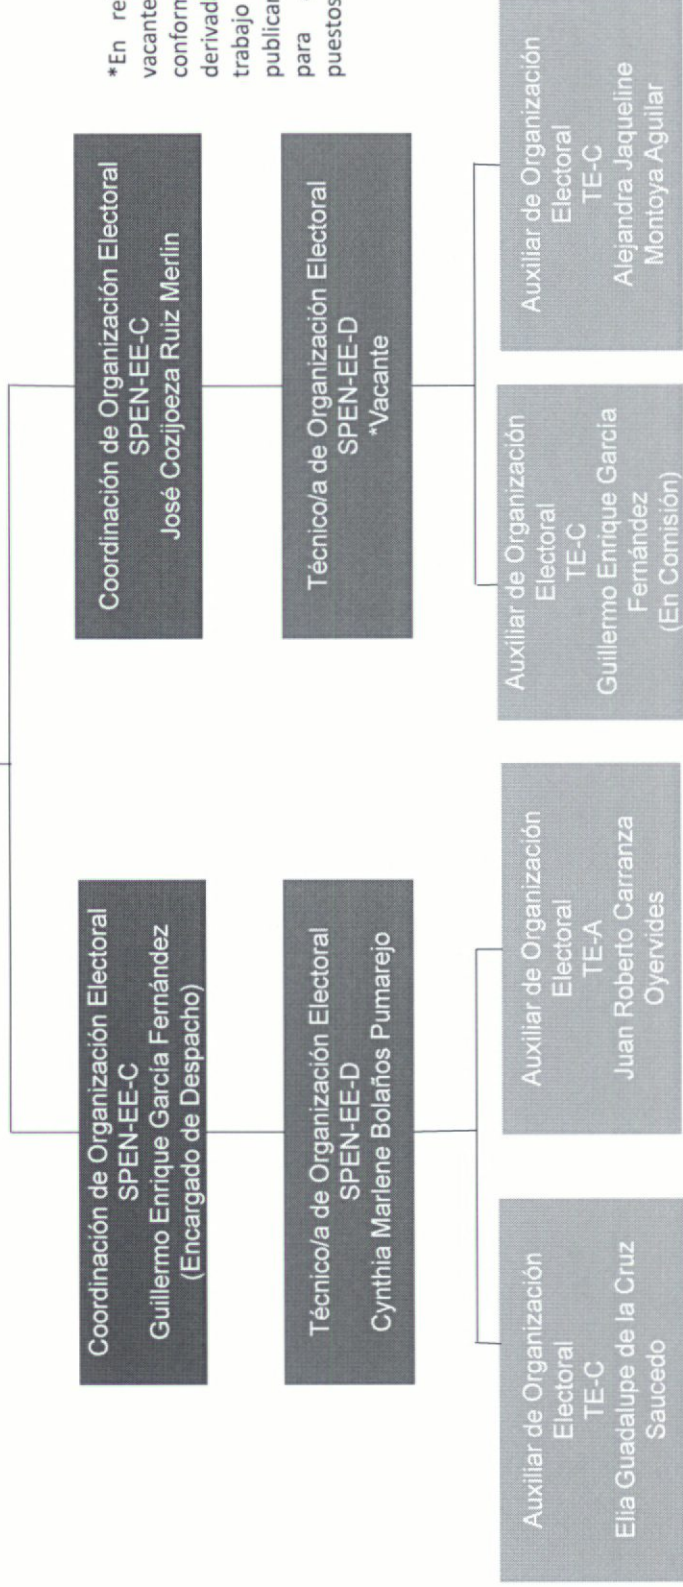 Coordinación de Organización Electoral
SPEN-EE-C
Guillermo Enrique García Fernández
(Encargado de Despacho)
Técnico/a de Organización Electoral
SPEN-EE-D
Cynthia Marlene Bolaños Pumarejo
Auxiliar de Organización
Electoral
TE-C
Elia Guadalupe de la Cruz
Saucedo
Auxiliar de Organización
Electoral
TE-A
Juan Roberto Carranza
Oyervides
Coordinación de Organización Electoral
SPEN-EE-C
José Cozijoeza Ruiz Merlin
Técnico/a de Organización Electoral
SPEN-EE-D
*Vacante
Auxiliar de Organización
Electoral
TE-C
Guillermo Enrique García
Fernández
(En Comisión)
Auxiliar de Organización
Electoral
TE-C
Alejandra Jaqueline
Montoya Aguilar
*En re
vacante
conform
derivad
trabajo
publicar
para
puestos